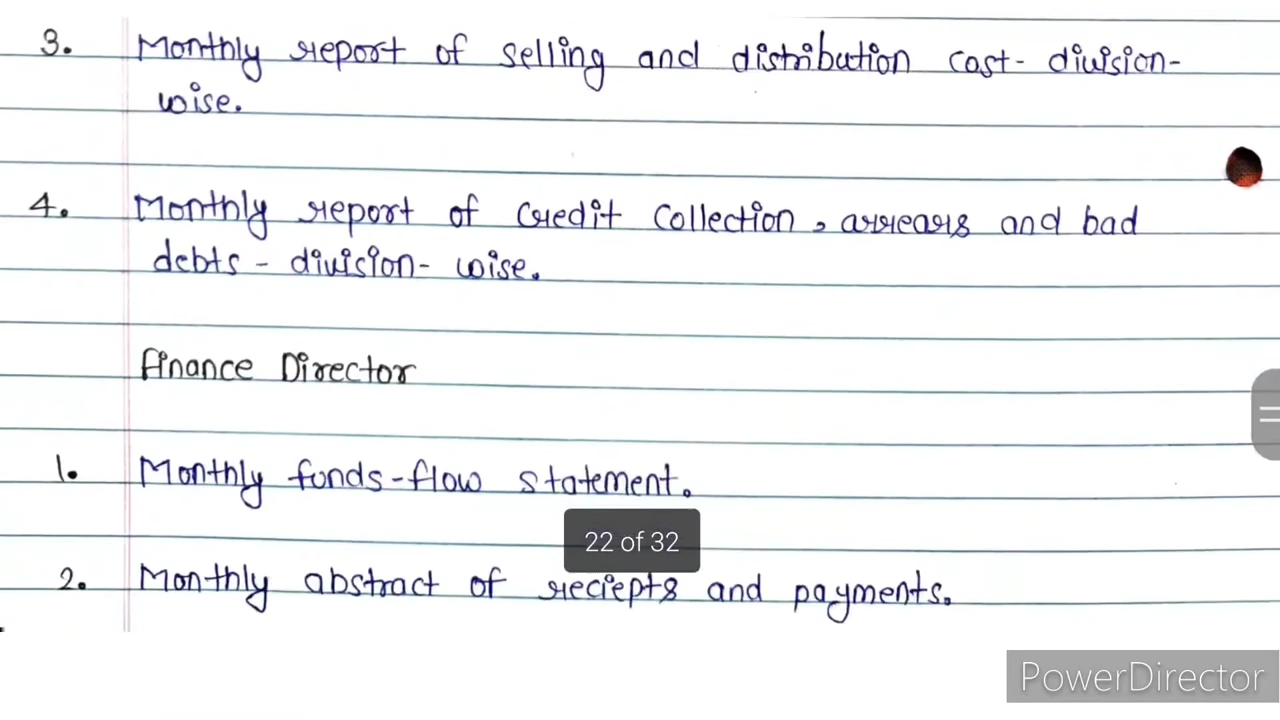 3. Monthly report of selling and distribution cost- division-
wise.
4. Monthly report of credit collection, arrears and bad
debts - division- wise.
Finance Director
1. Monthly funds-flow statement.
22 of 32
2. Monthly abstract of reciepts and payments.
PowerDirector